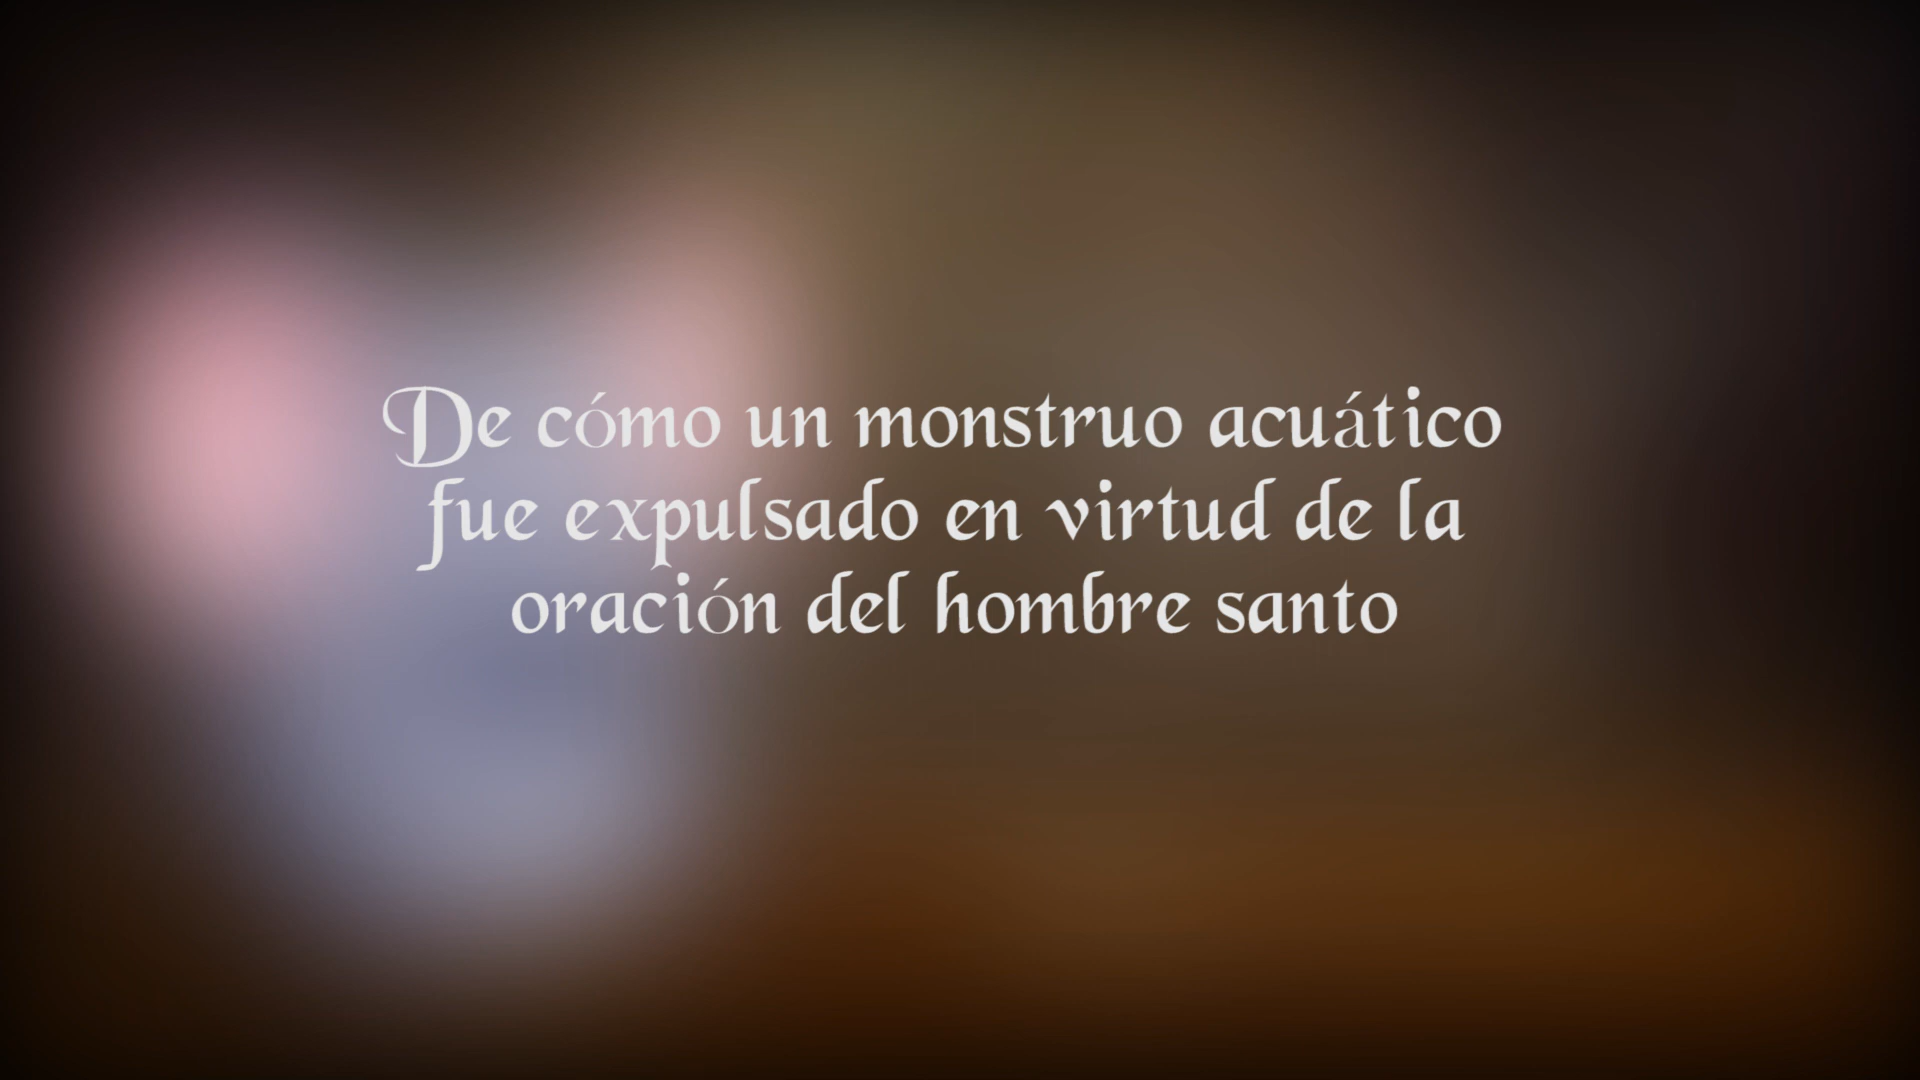 De cómo un monstruo acuático
fue expulsado en virtud de la
oración del hombre santo